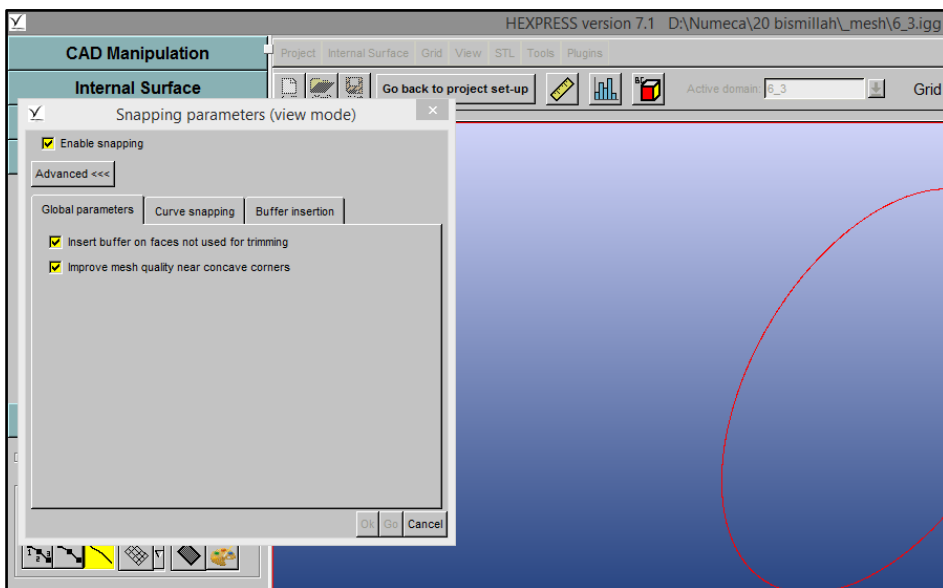 HEXPRESS version 7.1 D:\Numeca\20 bismillah\_mesh\6_3.igg
CAD Manipulation
Project Internal Surface Grid View STL Tools Plugins
Internal Surface
Go back to project set-up
Active domain: 6_3
Grid
Snapping parameters (view mode)
Enable snapping
Advanced <<<
Global parameters Curve snapping Buffer insertion
Insert buffer on faces not used for trimming
Improve mesh quality near concave corners
Ok Go Cancel